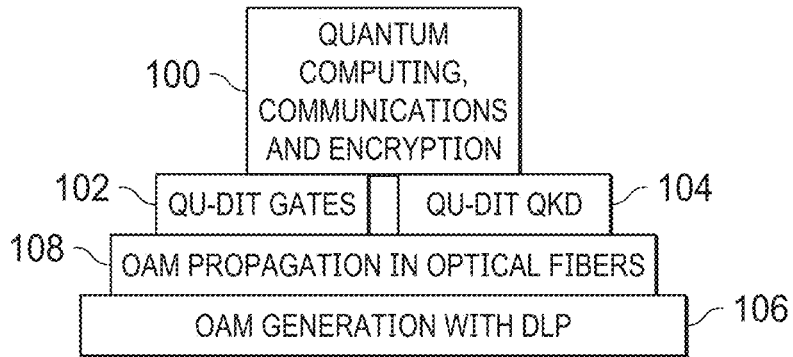 QUANTUM
COMPUTING,
COMMUNICATIONS
AND ENCRYPTION
100
102
QU-DIT GATES
QU-DIT QKD
104
108
OAM PROPAGATION IN OPTICAL FIBERS
OAM GENERATION WITH DLP
106